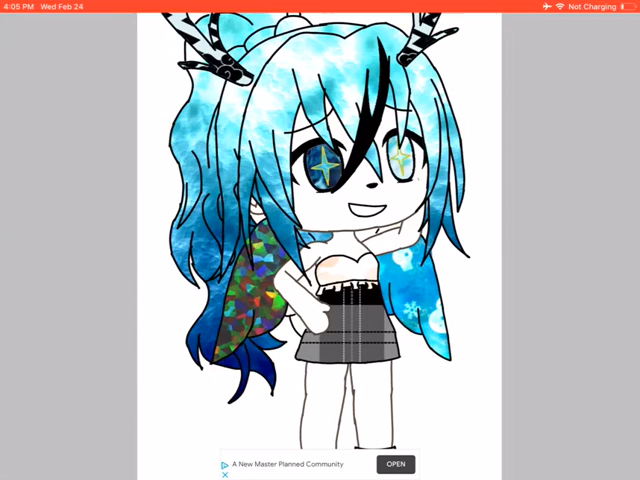 4:05 PM Wed Feb 24
Not Charging
A New Master Planned Community
OPEN